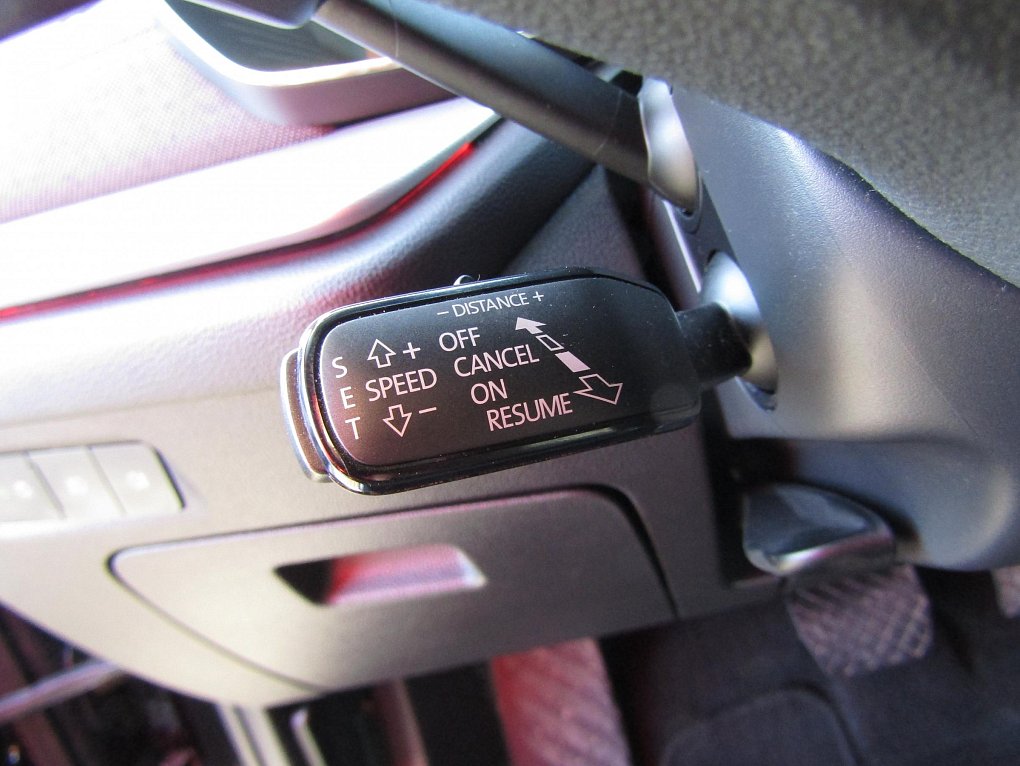 − DISTANCE +
S E T
+
SPEED
−
OFF
CANCEL
ON
RESUME